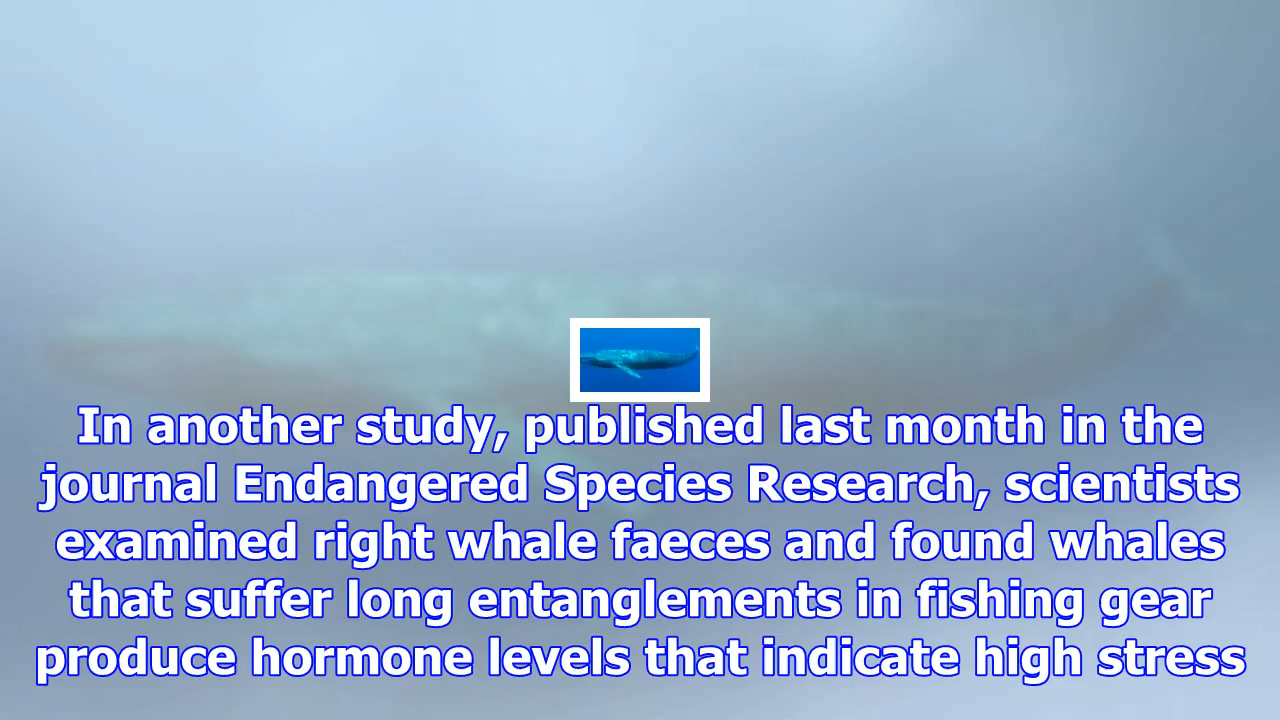 In another study, published last month in the
journal Endangered Species Research, scientists
examined right whale faeces and found whales
that suffer long entanglements in fishing gear
produce hormone levels that indicate high stress